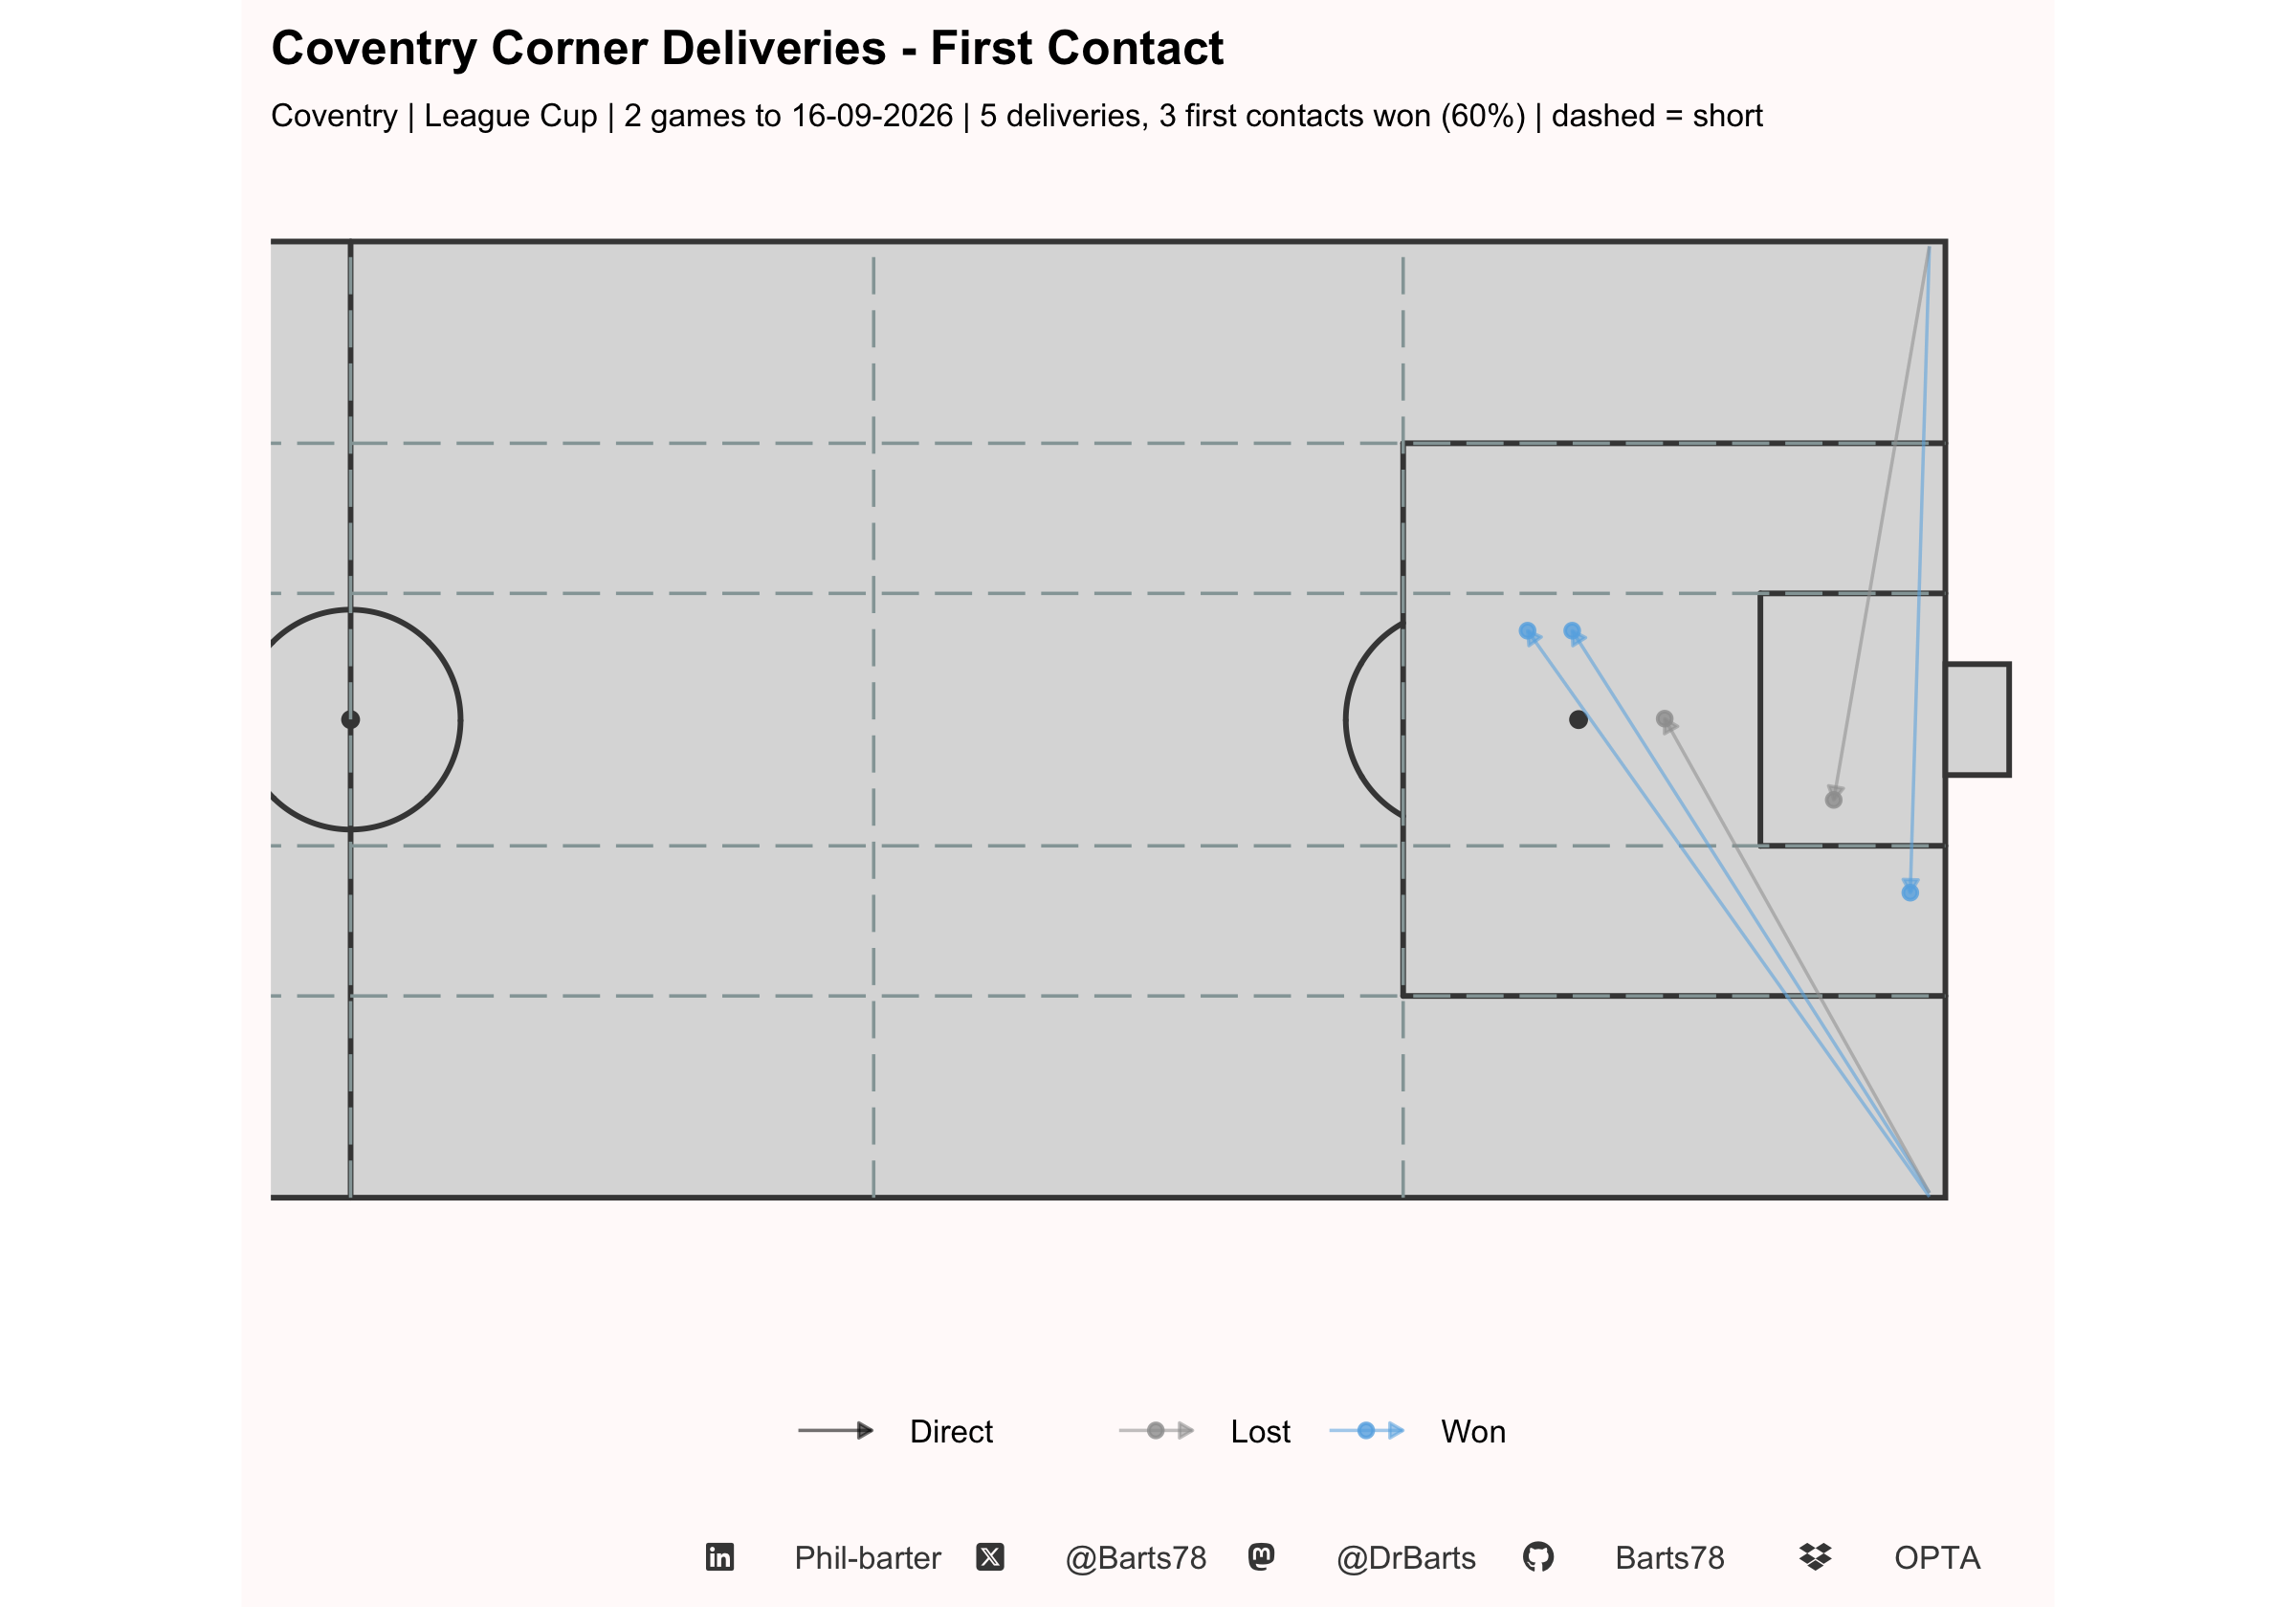 Coventry Corner Deliveries - First Contact
Coventry | League Cup | 2 games to 16-09-2026 | 5 deliveries, 3 first contacts won (60%) | dashed = short
Direct Lost Won
Phil-barter @Barts78 @DrBarts Barts78 OPTA